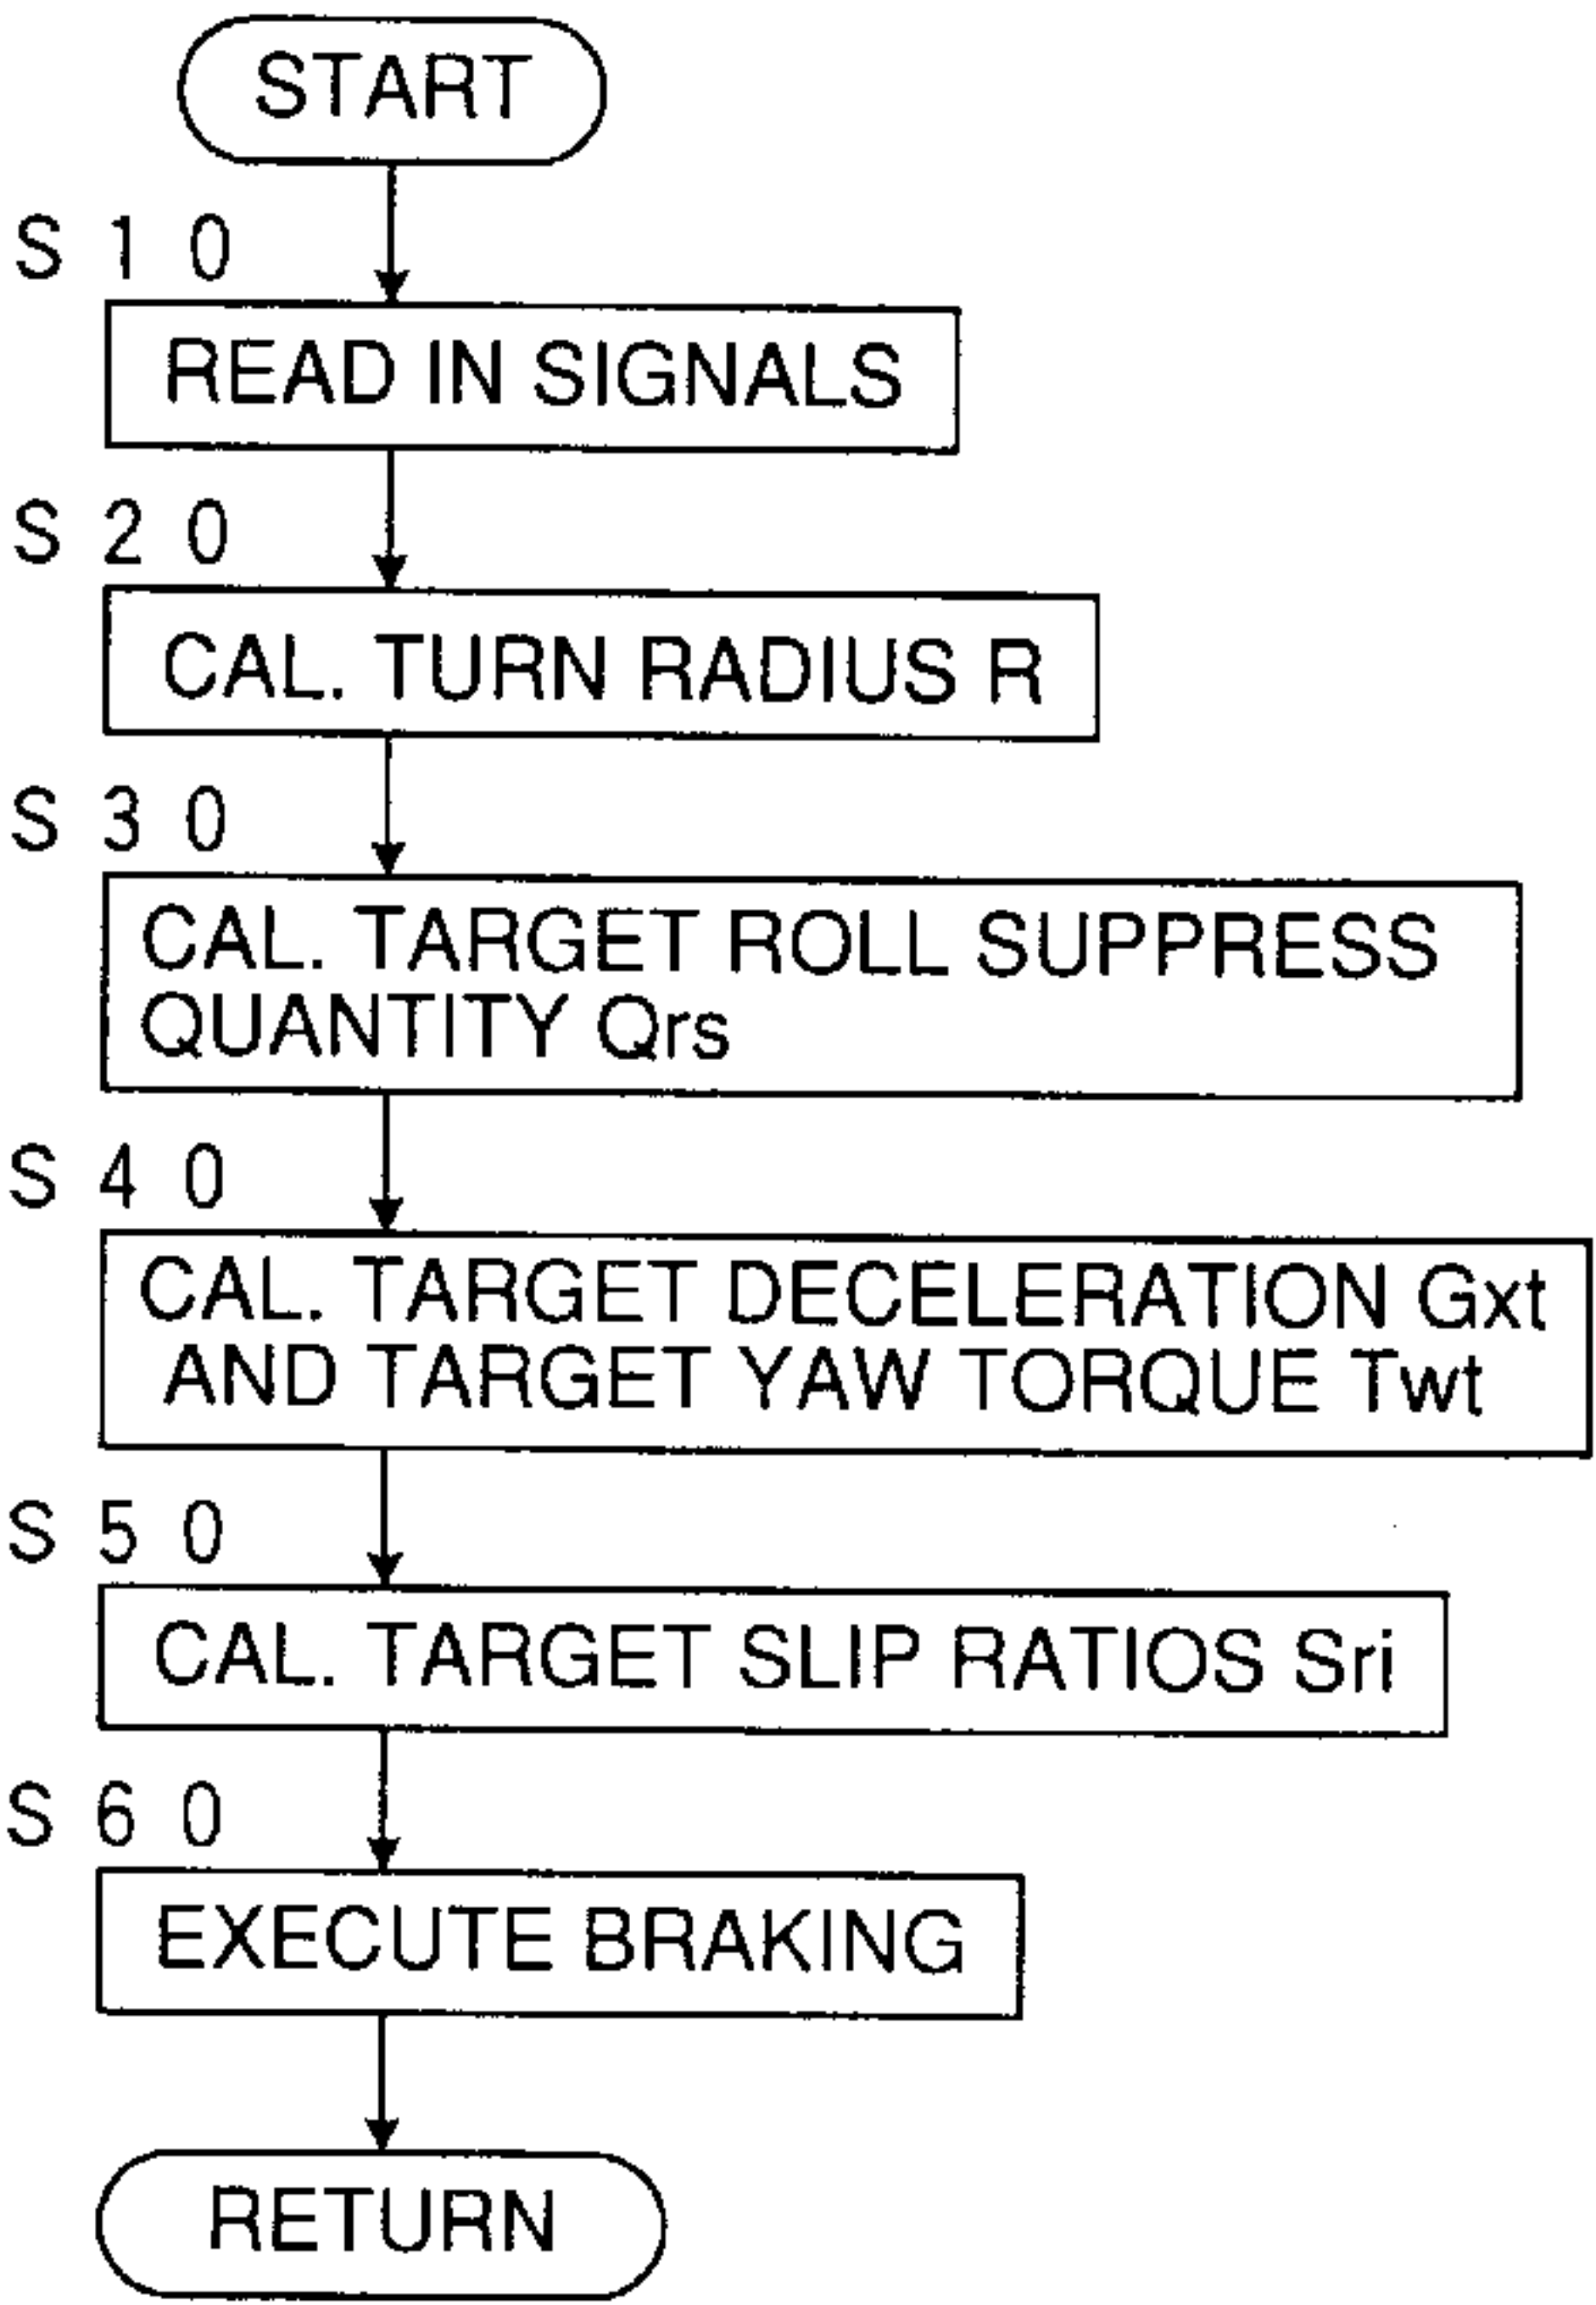 START
S 1 0
READ IN SIGNALS
S 2 0
CAL. TURN RADIUS R
S 3 0
CAL. TARGET ROLL SUPPRESS
QUANTITY Qrs
S 4 0
CAL. TARGET DECELERATION Gxt
AND TARGET YAW TORQUE Twt
S 5 0
CAL. TARGET SLIP RATIOS Sri
S 6 0
EXECUTE BRAKING
RETURN